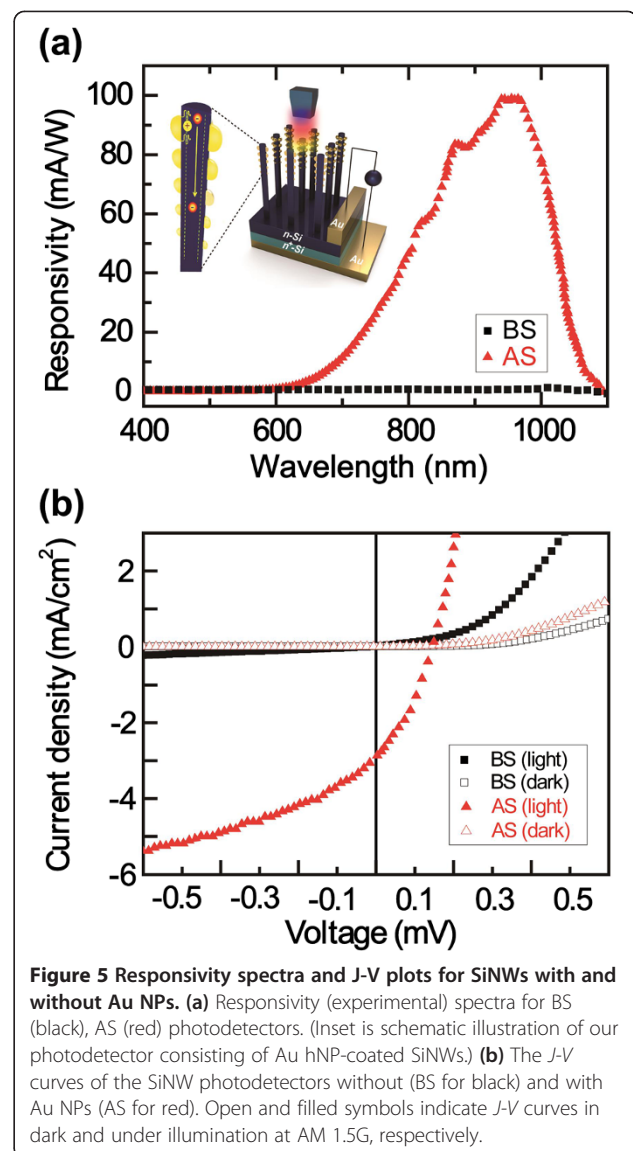 (a)
Responsivity (mA/W)
100
80
60
40
20
0
Au
n-Si
n⁺-Si
Au
BS
AS
400
600
800
1000
Wavelength (nm)
(b)
Current density (mA/cm²)
2
0
-2
-4
-6
BS (light)
BS (dark)
AS (light)
AS (dark)
-0.5
-0.3
-0.1
0.1
0.3
0.5
Voltage (mV)
Figure 5 Responsivity spectra and J-V plots for SiNWs with and
without Au NPs. (a) Responsivity (experimental) spectra for BS
(black), AS (red) photodetectors. (Inset is schematic illustration of our
photodetector consisting of Au hNP-coated SiNWs.) (b) The J-V
curves of the SiNW photodetectors without (BS for black) and with
Au NPs (AS for red). Open and filled symbols indicate J-V curves in
dark and under illumination at AM 1.5G, respectively.